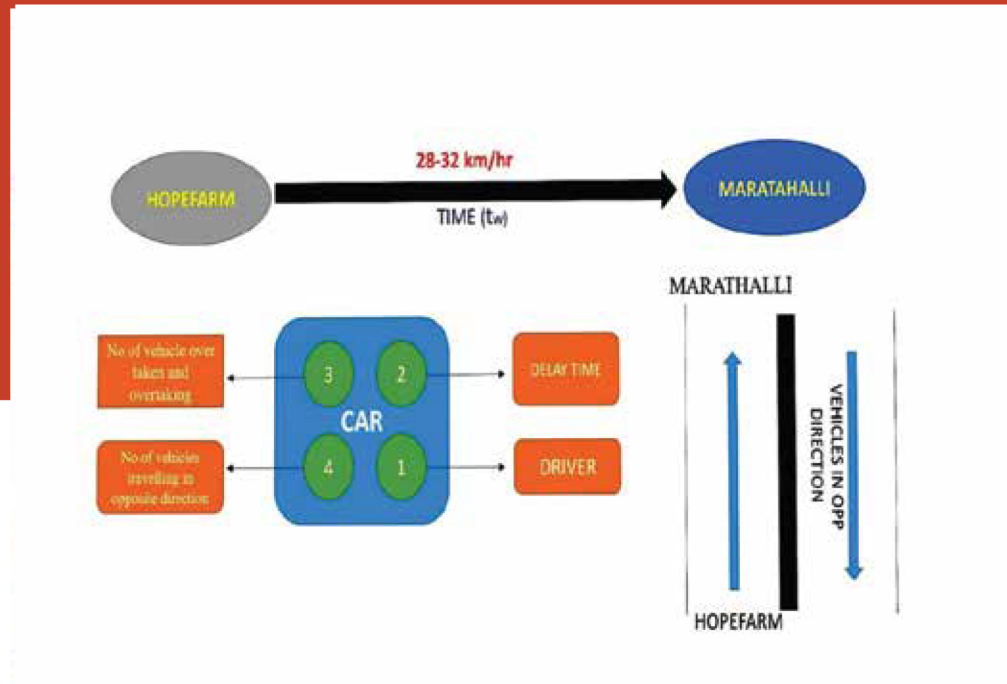 28-32 km/hr
HOPEFARM
MARATAHALLI
TIME (tw)
MARATHALLI
No of vehicle over
taken and
overtaking
3
2
DELAY TIME
CAR
No of vehicles
travelling in
opposite direction
4
1
DRIVER
VEHICLES IN OPP
DIRECTION
HOPEFARM